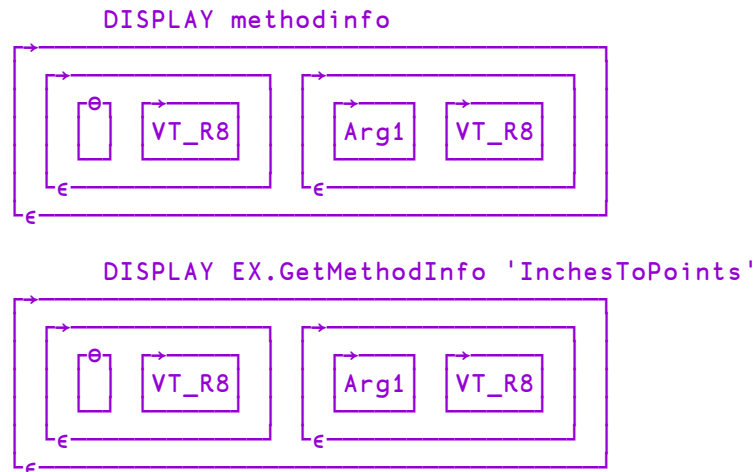 DISPLAY methodinfo
┌→────────────────────────────────────┐
│ ┌→────────────┐ ┌→────────────────┐ │
│ │ ┌⊖┐ ┌→────┐ │ │ ┌→───┐ ┌→────┐ │ │
│ │ │ │ │VT_R8│ │ │ │Arg1│ │VT_R8│ │ │
│ │ └─┘ └─────┘ │ │ └────┘ └─────┘ │ │
│ └∊────────────┘ └∊────────────────┘ │
└∊────────────────────────────────────┘
DISPLAY EX.GetMethodInfo 'InchesToPoints'
┌→────────────────────────────────────┐
│ ┌→────────────┐ ┌→────────────────┐ │
│ │ ┌⊖┐ ┌→────┐ │ │ ┌→───┐ ┌→────┐ │ │
│ │ │ │ │VT_R8│ │ │ │Arg1│ │VT_R8│ │ │
│ │ └─┘ └─────┘ │ │ └────┘ └─────┘ │ │
│ └∊────────────┘ └∊────────────────┘ │
└∊────────────────────────────────────┘